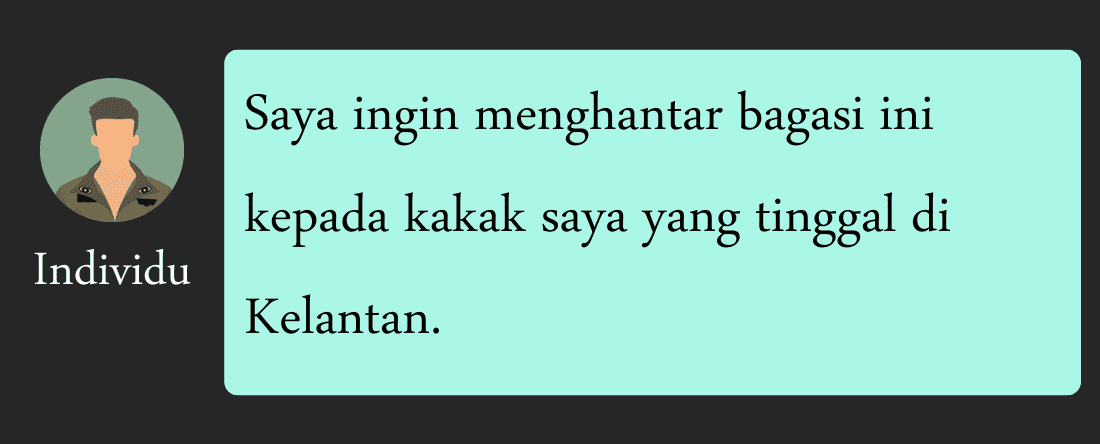 Saya ingin menghantar bagasi ini
kepada kakak saya yang tinggal di
Kelantan.
Individu